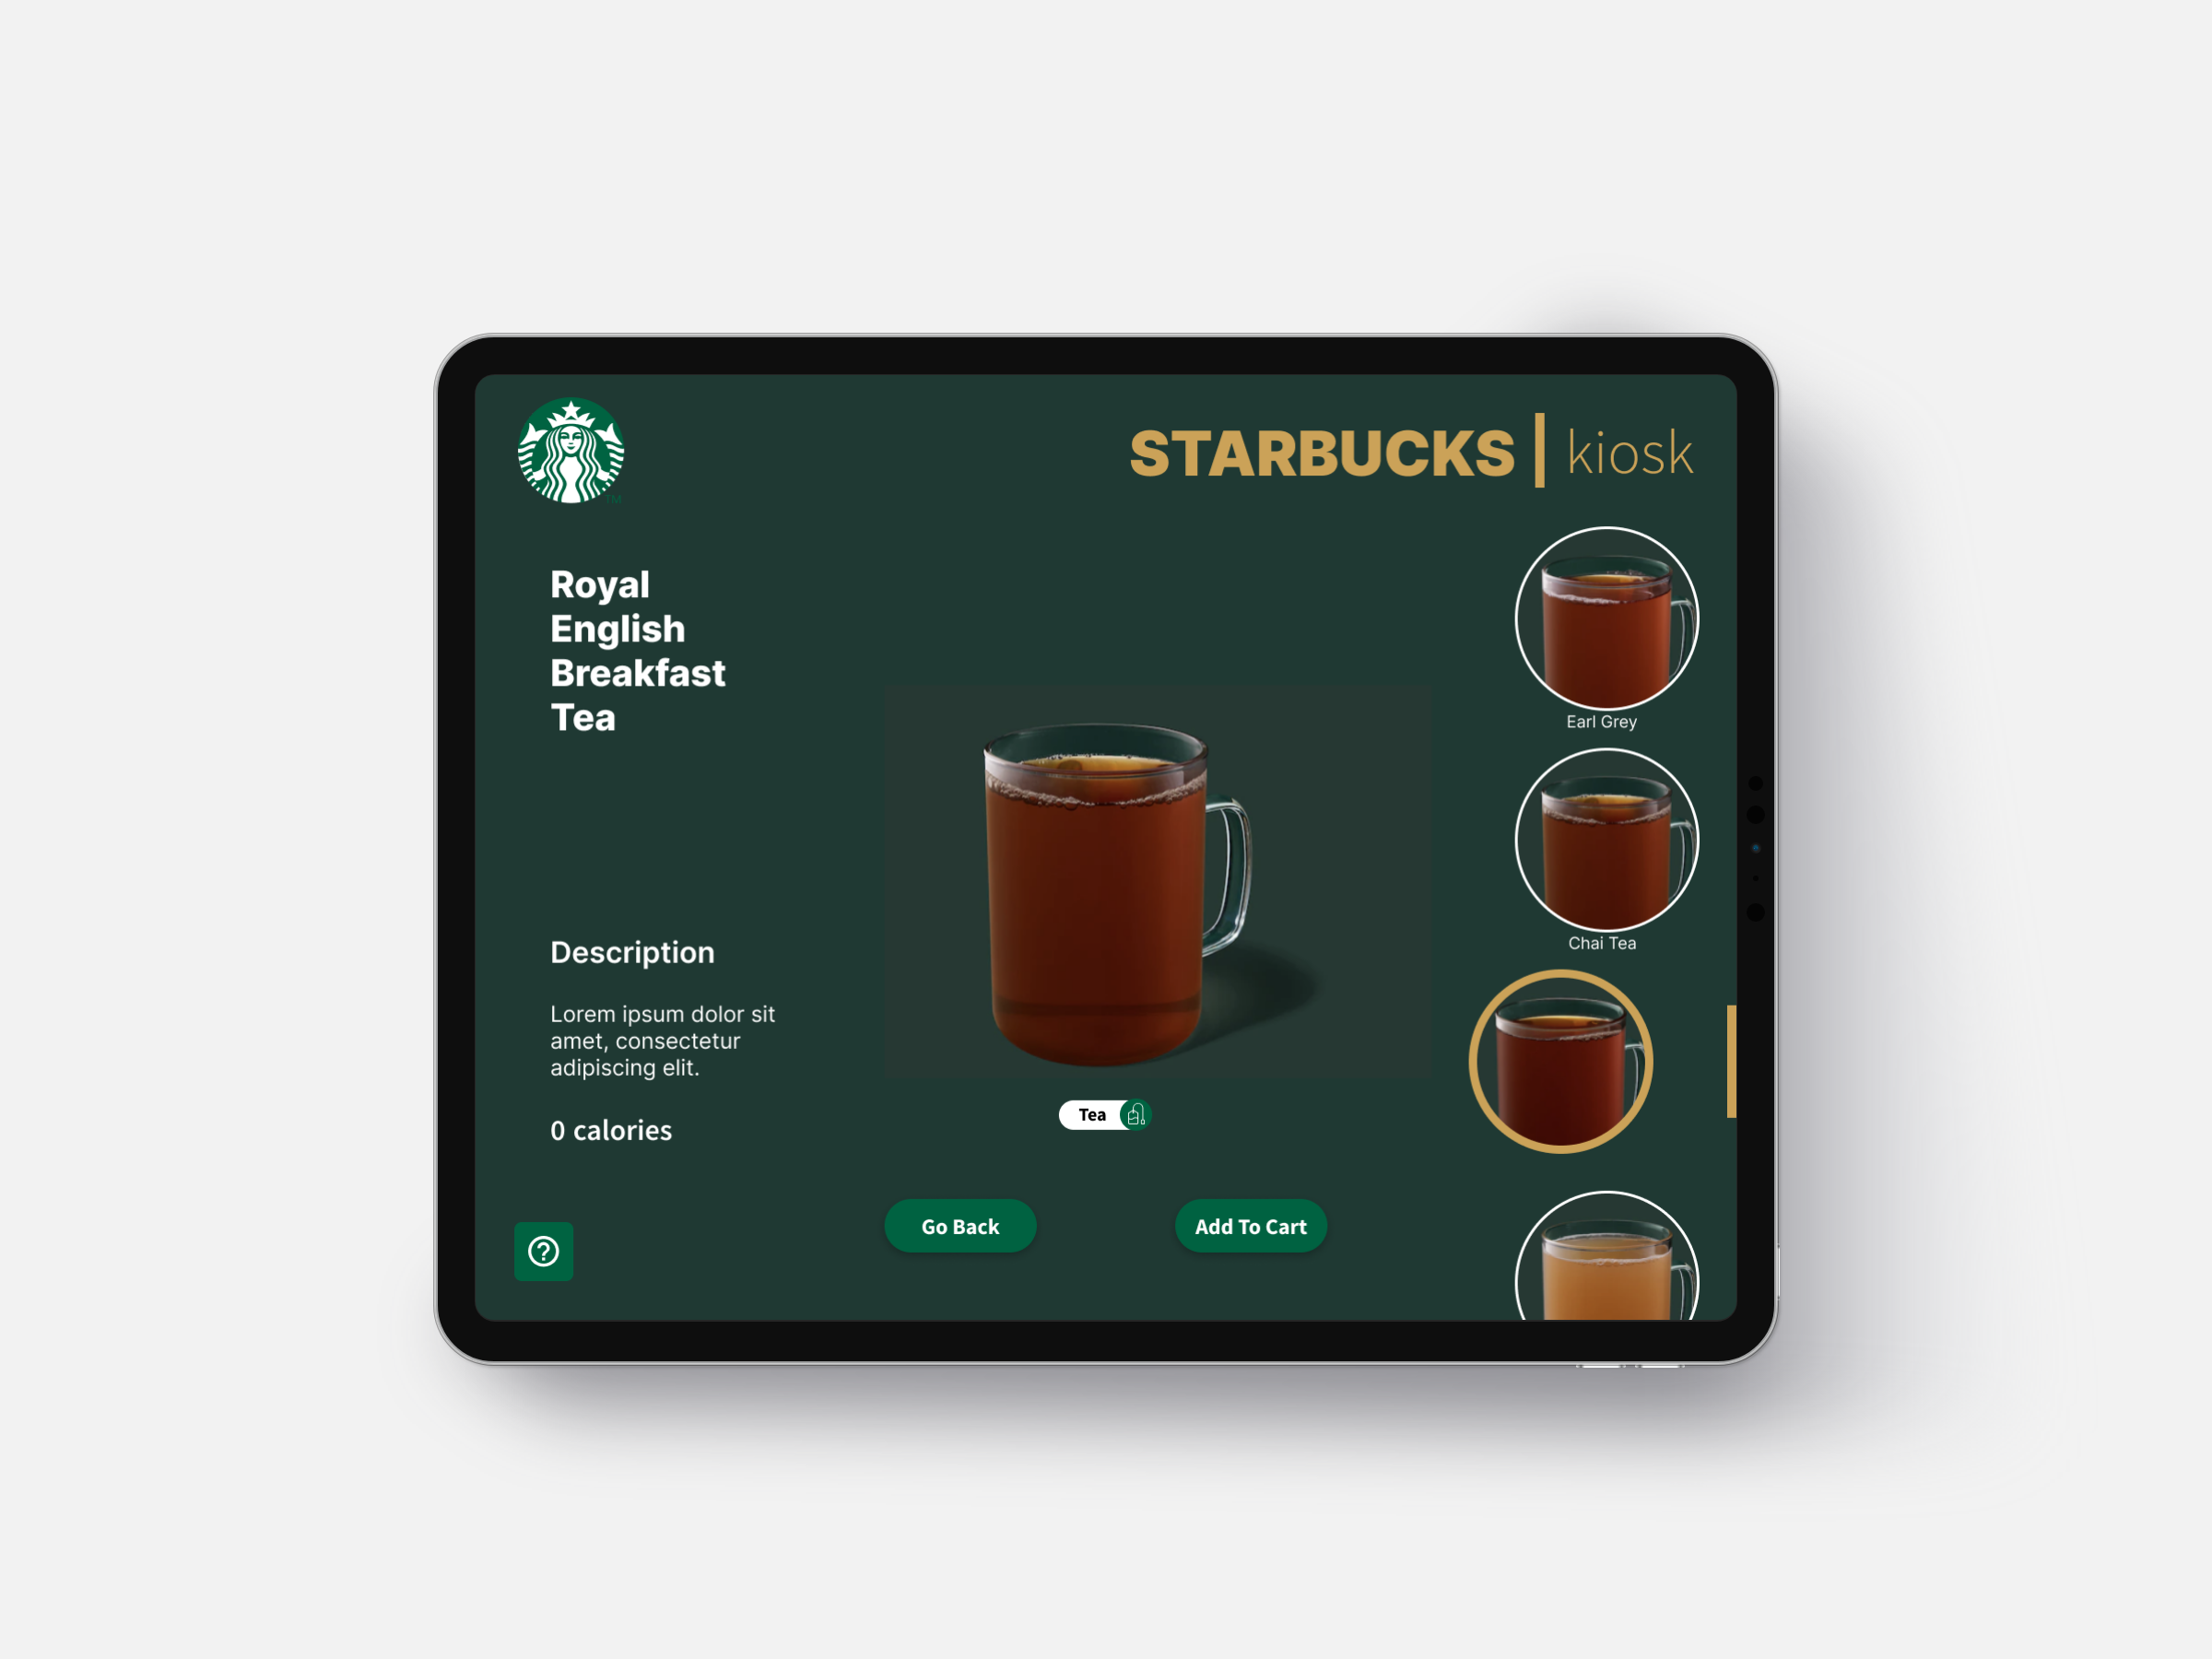 TM
STARBUCKS | kiosk
Royal
English
Breakfast
Tea
Description
Lorem ipsum dolor sit
amet, consectetur
adipiscing elit.
0 calories
Tea
Go Back
Add To Cart
?
Earl Grey
Chai Tea